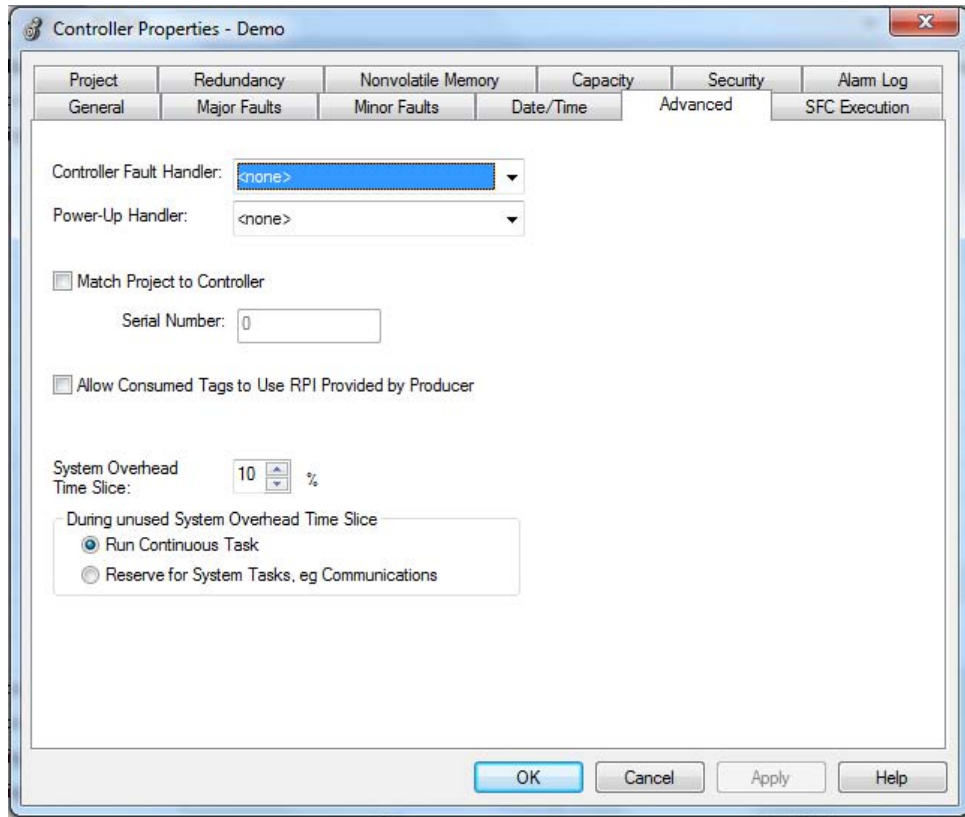 Controller Properties - Demo
Project Redundancy Nonvolatile Memory Capacity Security Alarm Log
General Major Faults Minor Faults Date/Time Advanced SFC Execution
Controller Fault Handler: <none>
Power-Up Handler: <none>
Match Project to Controller
Serial Number: 0
Allow Consumed Tags to Use RPI Provided by Producer
System Overhead
Time Slice: 10 %
During unused System Overhead Time Slice
Run Continuous Task
Reserve for System Tasks, eg Communications
OK Cancel Apply Help